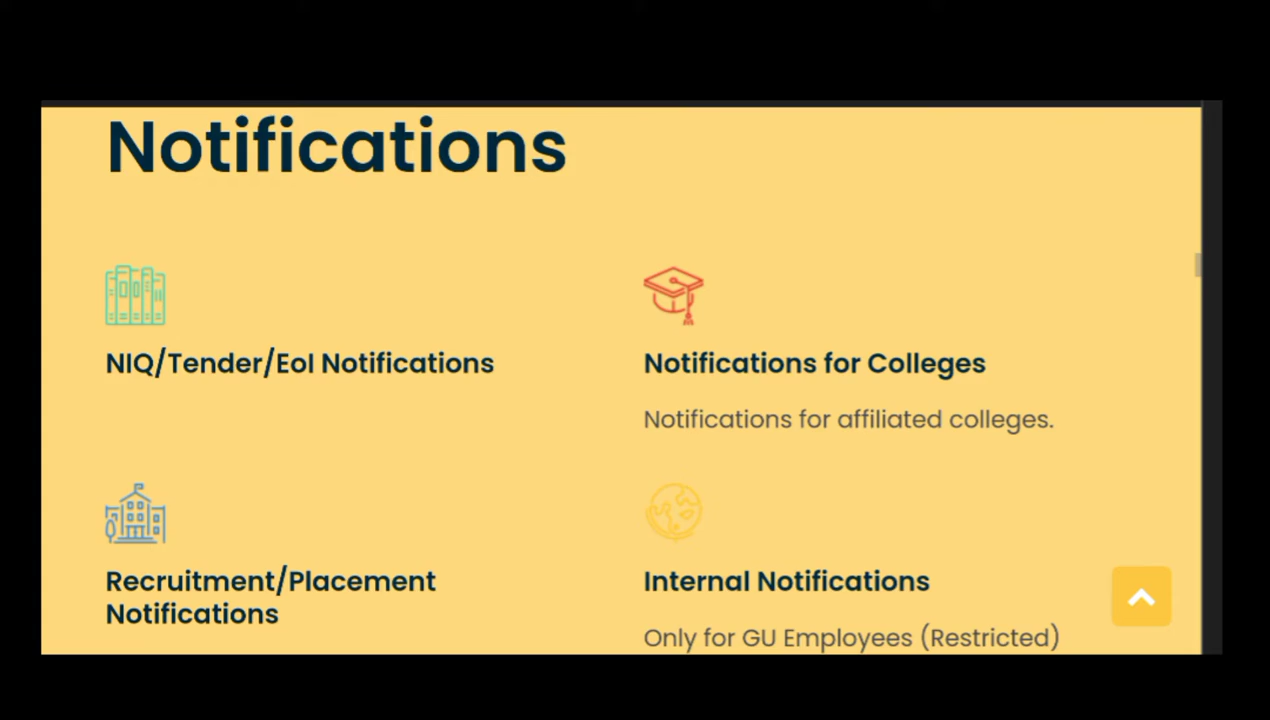 Notifications
NIQ/Tender/EoI Notifications
Notifications for Colleges
Notifications for affiliated colleges.
Recruitment/Placement
Notifications
Internal Notifications
Only for GU Employees (Restricted)